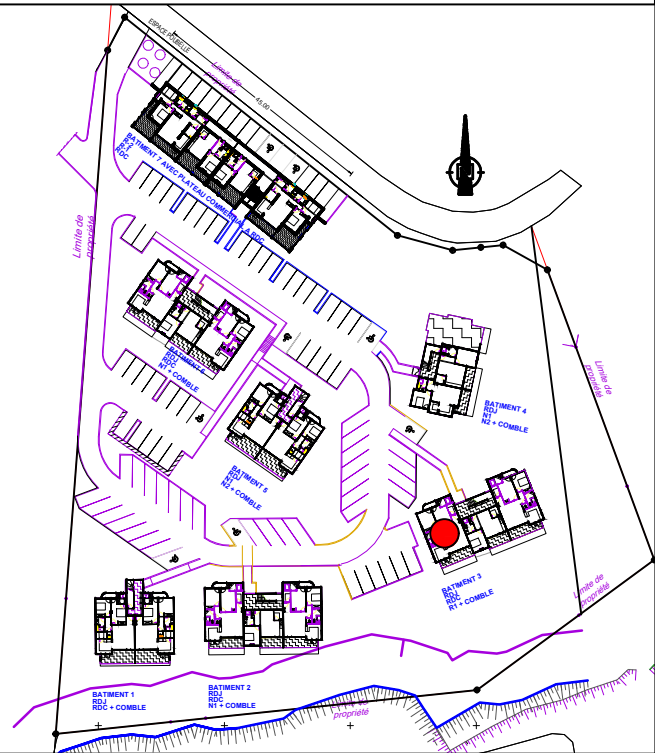 ESPACE POUBELLE
Limite de
propriété
45,00
BATIMENT 7 AVEC PLATEAU COMMERCIAL A RDC
R-2
R-1
RDC
Limite de
propriété
BATIMENT 6
RDJ
RDC
N1 + COMBLE
BATIMENT 4
RDJ
N1
N2 + COMBLE
Limite de
propriété
BATIMENT 5
RDJ
N1
N2 + COMBLE
BATIMENT 3
RDJ
RDC
R1 + COMBLE
Limite de
propriété
BATIMENT 1
RDJ
RDC + COMBLE
BATIMENT 2
RDJ
RDC
N1 + COMBLE
propriété